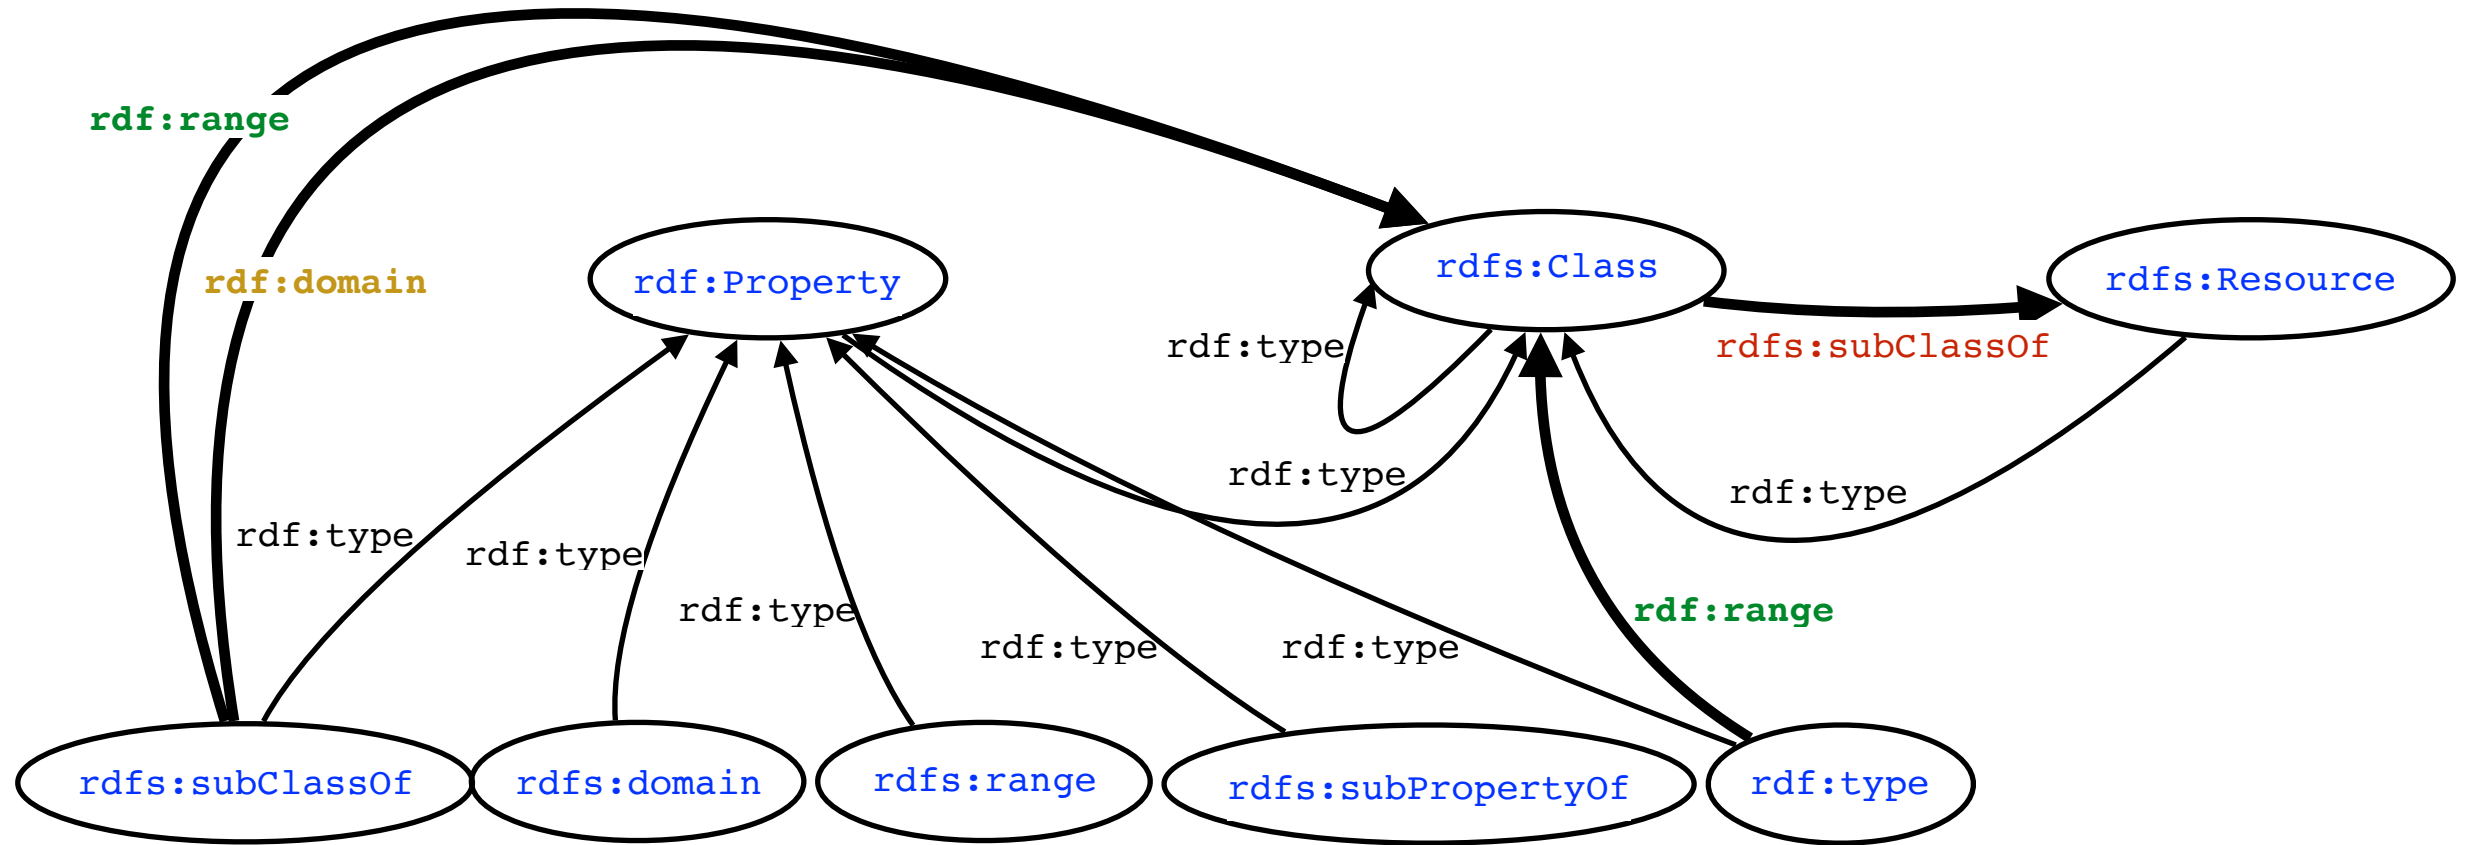 rdf:range
rdf:domain
rdf:Property
rdfs:Class
rdfs:Resource
rdf:type
rdfs:subClassOf
rdf:type
rdf:type
rdf:type
rdf:type
rdf:type
rdf:range
rdf:type
rdf:type
rdfs:subClassOf
rdfs:domain
rdfs:range
rdfs:subPropertyOf
rdf:type